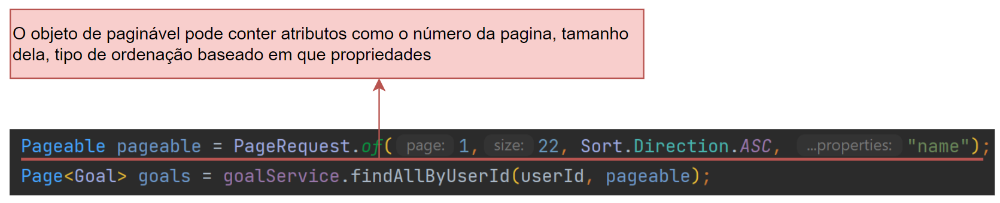 O objeto de paginável pode conter atributos como o número da pagina, tamanho
dela, tipo de ordenação baseado em que propriedades
Pageable pageable = PageRequest.of( page: 1, size: 22, Sort.Direction.ASC, ...properties: "name");
Page<Goal> goals = goalService.findAllByUserId(userId, pageable);